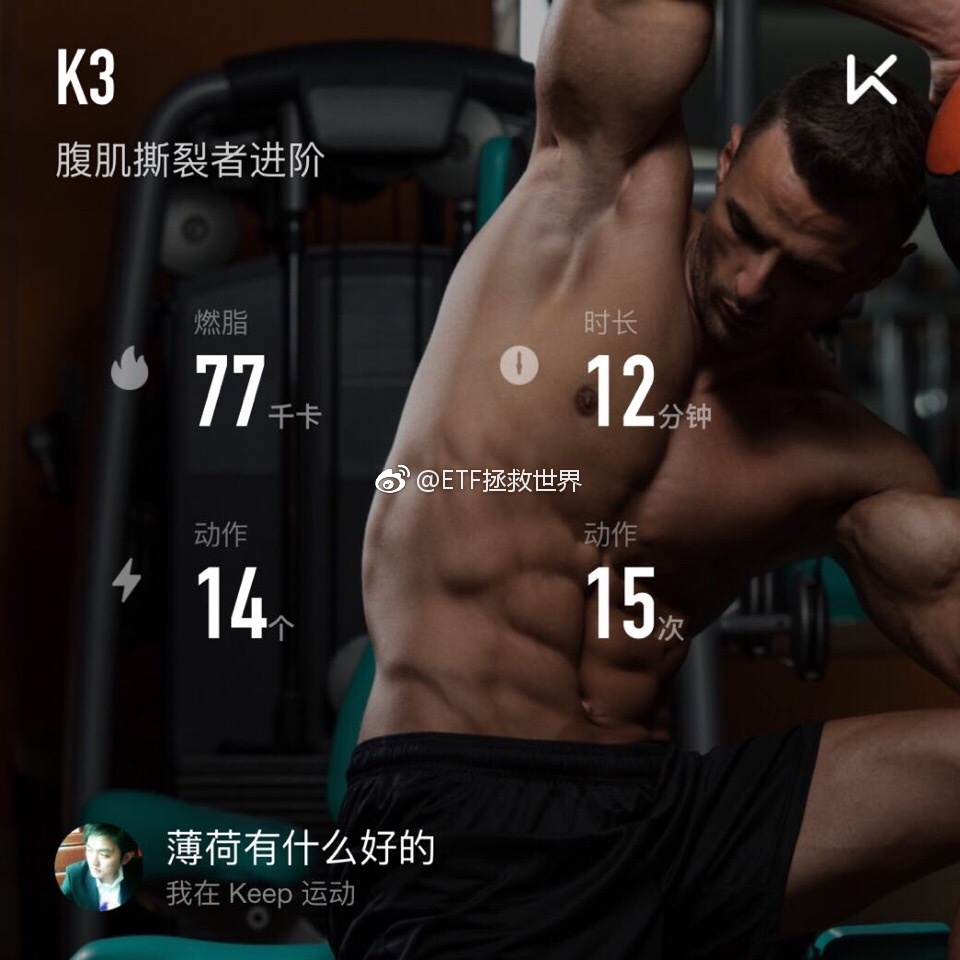 K3
腹肌撕裂者进阶
燃脂
77千卡
时长
12分钟
@ETF拯救世界
动作
14个
动作
15次
薄荷有什么好的
我在 Keep 运动